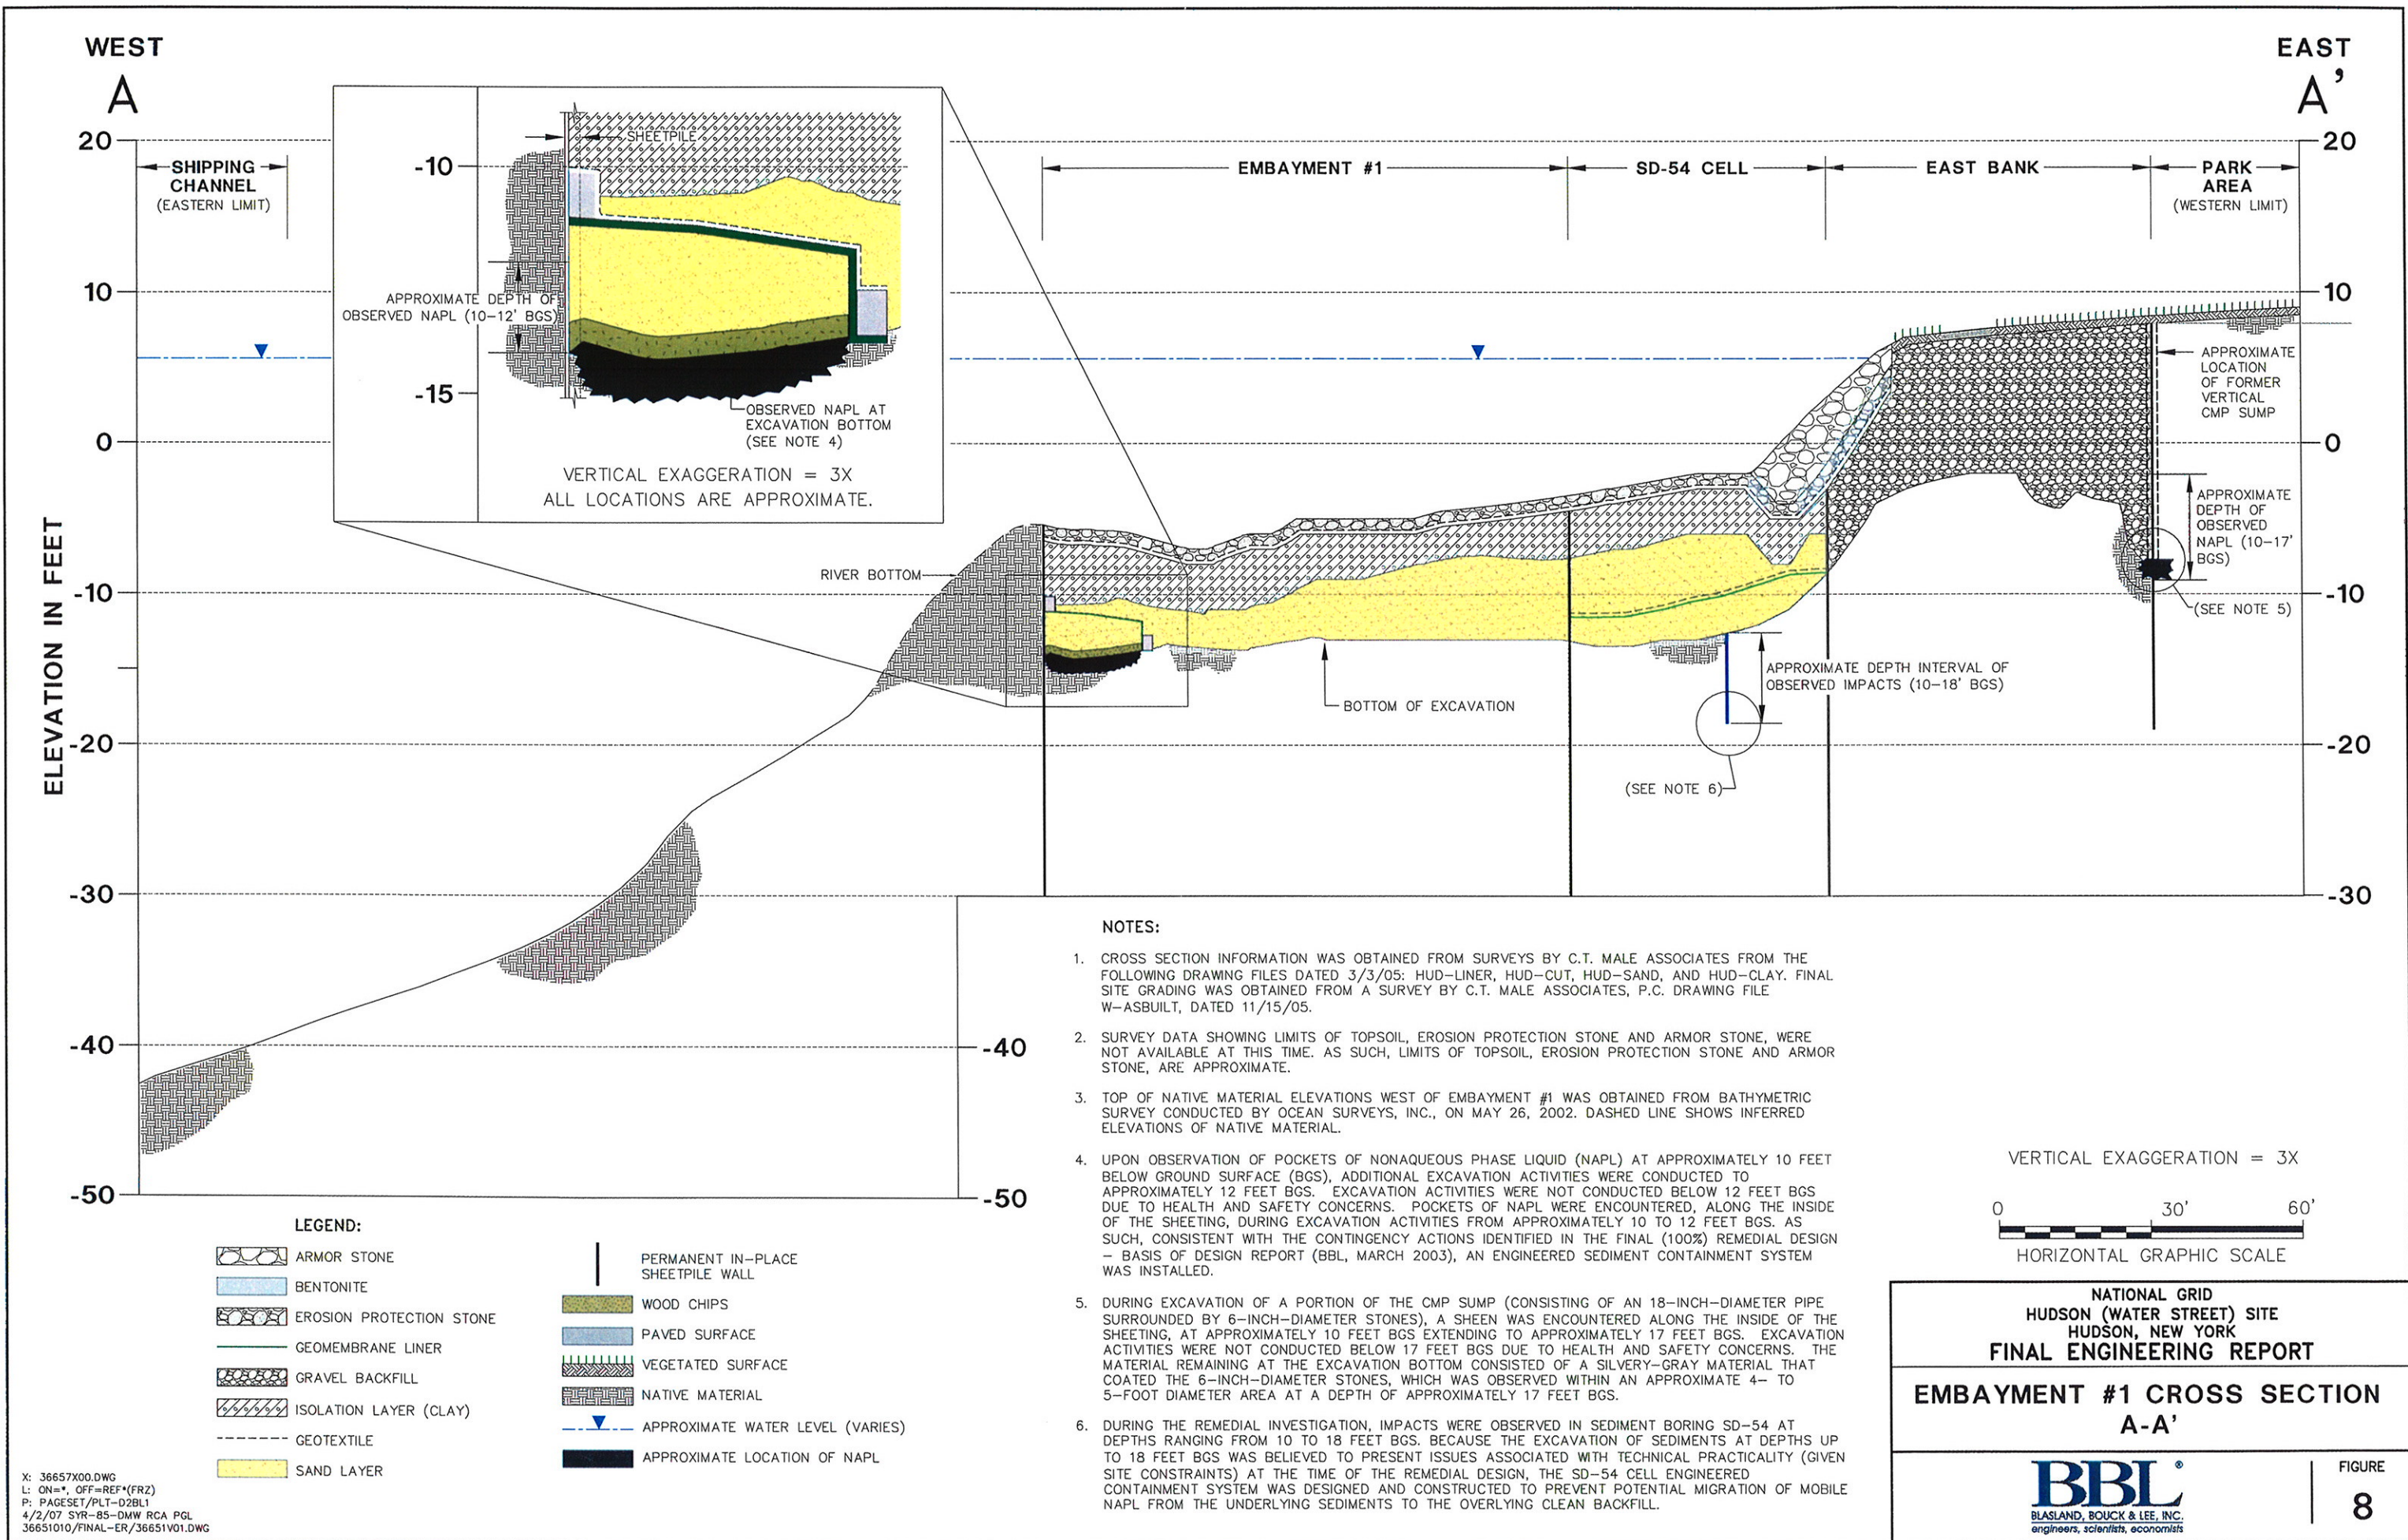 WEST
A
EAST
A'
20
10
0
-10
-20
-30
-40
-50
ELEVATION IN FEET
SHIPPING
CHANNEL
(EASTERN LIMIT)
-10
-15
SHEETPILE
APPROXIMATE DEPTH OF
OBSERVED NAPL (10-12' BGS)
OBSERVED NAPL AT
EXCAVATION BOTTOM
(SEE NOTE 4)
VERTICAL EXAGGERATION = 3X
ALL LOCATIONS ARE APPROXIMATE.
EMBAYMENT #1
SD-54 CELL
EAST BANK
PARK
AREA
(WESTERN LIMIT)
20
10
0
-10
-20
-30
-40
-50
APPROXIMATE
LOCATION
OF FORMER
VERTICAL
CMP SUMP
APPROXIMATE
DEPTH OF
OBSERVED
NAPL (10-17'
BGS)
(SEE NOTE 5)
RIVER BOTTOM
BOTTOM OF EXCAVATION
APPROXIMATE DEPTH INTERVAL OF
OBSERVED IMPACTS (10-18' BGS)
(SEE NOTE 6)
NOTES:
1. CROSS SECTION INFORMATION WAS OBTAINED FROM SURVEYS BY C.T. MALE ASSOCIATES FROM THE
FOLLOWING DRAWING FILES DATED 3/3/05: HUD-LINER, HUD-CUT, HUD-SAND, AND HUD-CLAY. FINAL
SITE GRADING WAS OBTAINED FROM A SURVEY BY C.T. MALE ASSOCIATES, P.C. DRAWING FILE
W-ASBUILT, DATED 11/15/05.
2. SURVEY DATA SHOWING LIMITS OF TOPSOIL, EROSION PROTECTION STONE AND ARMOR STONE, WERE
NOT AVAILABLE AT THIS TIME. AS SUCH, LIMITS OF TOPSOIL, EROSION PROTECTION STONE AND ARMOR
STONE, ARE APPROXIMATE.
3. TOP OF NATIVE MATERIAL ELEVATIONS WEST OF EMBAYMENT #1 WAS OBTAINED FROM BATHYMETRIC
SURVEY CONDUCTED BY OCEAN SURVEYS, INC., ON MAY 26, 2002. DASHED LINE SHOWS INFERRED
ELEVATIONS OF NATIVE MATERIAL.
4. UPON OBSERVATION OF POCKETS OF NONAQUEOUS PHASE LIQUID (NAPL) AT APPROXIMATELY 10 FEET
BELOW GROUND SURFACE (BGS), ADDITIONAL EXCAVATION ACTIVITIES WERE CONDUCTED TO
APPROXIMATELY 12 FEET BGS. EXCAVATION ACTIVITIES WERE NOT CONDUCTED BELOW 12 FEET BGS
DUE TO HEALTH AND SAFETY CONCERNS. POCKETS OF NAPL WERE ENCOUNTERED, ALONG THE INSIDE
OF THE SHEETING, DURING EXCAVATION ACTIVITIES FROM APPROXIMATELY 10 TO 12 FEET BGS. AS
SUCH, CONSISTENT WITH THE CONTINGENCY ACTIONS IDENTIFIED IN THE FINAL (100%) REMEDIAL DESIGN
- BASIS OF DESIGN REPORT (BBL, MARCH 2003), AN ENGINEERED SEDIMENT CONTAINMENT SYSTEM
WAS INSTALLED.
5. DURING EXCAVATION OF A PORTION OF THE CMP SUMP (CONSISTING OF AN 18-INCH-DIAMETER PIPE
SURROUNDED BY 6-INCH-DIAMETER STONES), A SHEEN WAS ENCOUNTERED ALONG THE INSIDE OF THE
SHEETING, AT APPROXIMATELY 10 FEET BGS EXTENDING TO APPROXIMATELY 17 FEET BGS. EXCAVATION
ACTIVITIES WERE NOT CONDUCTED BELOW 17 FEET BGS DUE TO HEALTH AND SAFETY CONCERNS. THE
MATERIAL REMAINING AT THE EXCAVATION BOTTOM CONSISTED OF A SILVERY-GRAY MATERIAL THAT
COATED THE 6-INCH-DIAMETER STONES, WHICH WAS OBSERVED WITHIN AN APPROXIMATE 4- TO
5-FOOT DIAMETER AREA AT A DEPTH OF APPROXIMATELY 17 FEET BGS.
6. DURING THE REMEDIAL INVESTIGATION, IMPACTS WERE OBSERVED IN SEDIMENT BORING SD-54 AT
DEPTHS RANGING FROM 10 TO 18 FEET BGS. BECAUSE THE EXCAVATION OF SEDIMENTS AT DEPTHS UP
TO 18 FEET BGS WAS BELIEVED TO PRESENT ISSUES ASSOCIATED WITH TECHNICAL PRACTICALITY (GIVEN
SITE CONSTRAINTS) AT THE TIME OF THE REMEDIAL DESIGN, THE SD-54 CELL ENGINEERED
CONTAINMENT SYSTEM WAS DESIGNED AND CONSTRUCTED TO PREVENT POTENTIAL MIGRATION OF MOBILE
NAPL FROM THE UNDERLYING SEDIMENTS TO THE OVERLYING CLEAN BACKFILL.
LEGEND:
ARMOR STONE
BENTONITE
EROSION PROTECTION STONE
GEOMEMBRANE LINER
GRAVEL BACKFILL
ISOLATION LAYER (CLAY)
GEOTEXTILE
SAND LAYER
PERMANENT IN-PLACE
SHEETPILE WALL
WOOD CHIPS
PAVED SURFACE
VEGETATED SURFACE
NATIVE MATERIAL
APPROXIMATE WATER LEVEL (VARIES)
APPROXIMATE LOCATION OF NAPL
X: 36657X00.DWG
L: ON=*, OFF=REF*(FRZ)
P: PAGESET/PLT-D2BL1
4/2/07 SYR-85-DMW RCA PGL
36651010/FINAL-ER/36651V01.DWG
VERTICAL EXAGGERATION = 3X
0 30' 60'
HORIZONTAL GRAPHIC SCALE
NATIONAL GRID
HUDSON (WATER STREET) SITE
HUDSON, NEW YORK
FINAL ENGINEERING REPORT
EMBAYMENT #1 CROSS SECTION
A-A'
BBL®
BLASLAND, BOUCK & LEE, INC.
engineers, scientists, economists
FIGURE
8